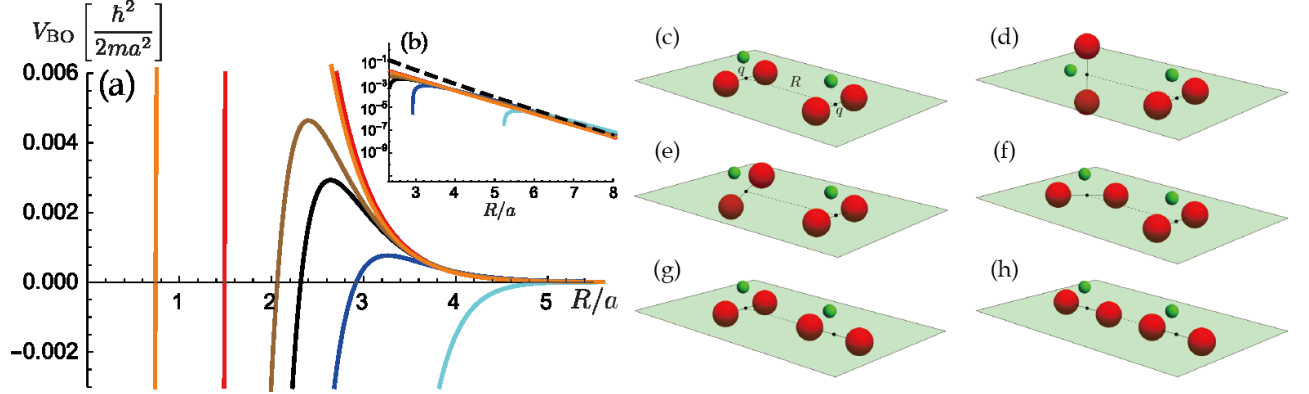 V_BO [ħ²/2ma²]
(a)
0.006
0.004
0.002
0.000
−0.002
1 2 3 4 5
R/a
(b)
10⁻¹
10⁻³
10⁻⁵
10⁻⁷
10⁻⁹
3 4 5 6 7 8
R/a
(c)
q
R
q
(d)
(e)
(f)
(g)
(h)